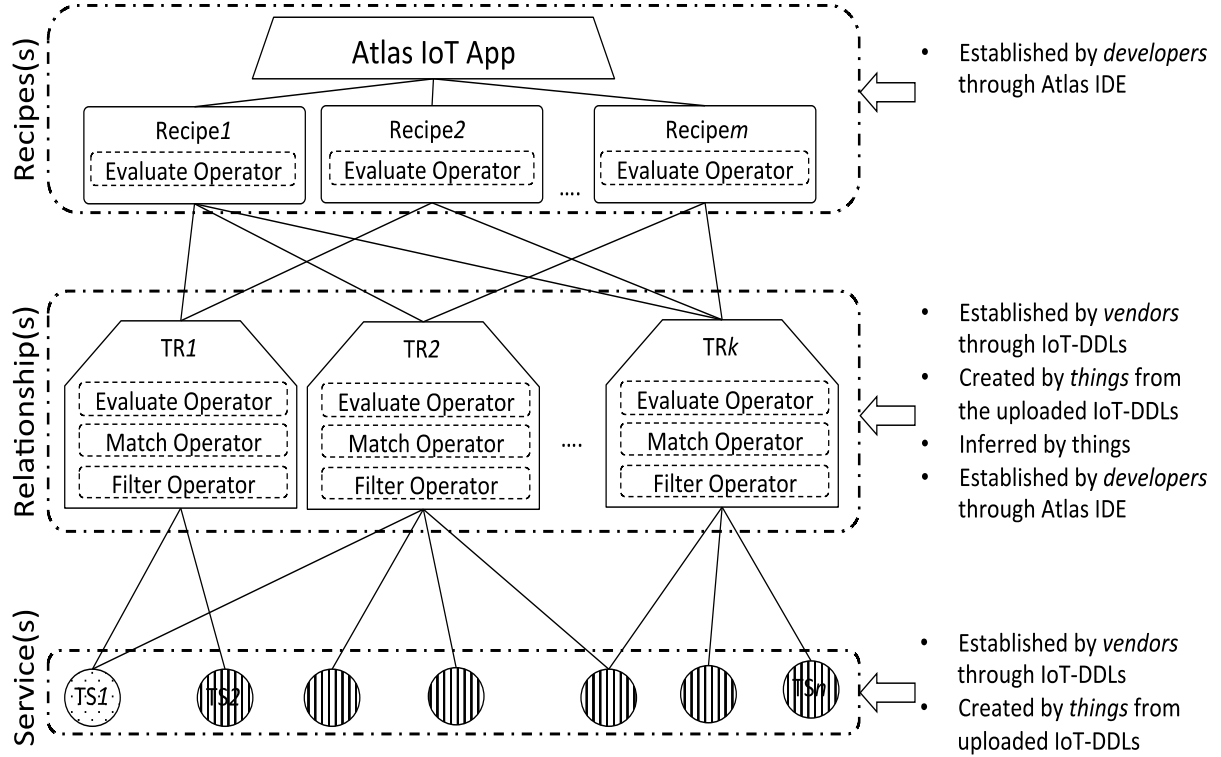 Recipes(s)
Atlas IoT App
Recipe1
Evaluate Operator
Recipe2
Evaluate Operator
....
Recipem
Evaluate Operator
• Established by developers
through Atlas IDE
Relationship(s)
TR1
Evaluate Operator
Match Operator
Filter Operator
TR2
Evaluate Operator
Match Operator
Filter Operator
....
TRk
Evaluate Operator
Match Operator
Filter Operator
• Established by vendors
through IoT-DDLs
• Created by things from
the uploaded IoT-DDLs
• Inferred by things
• Established by developers
through Atlas IDE
Service(s)
TS1
TS2
TSn
• Established by vendors
through IoT-DDLs
• Created by things from
uploaded IoT-DDLs